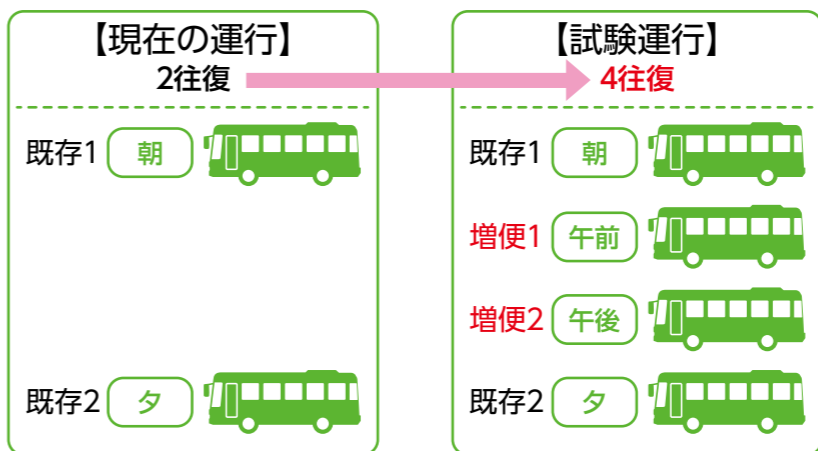 【現在の運行】
2往復
既存1 朝
既存2 夕
【試験運行】
4往復
既存1 朝
増便1 午前
増便2 午後
既存2 夕